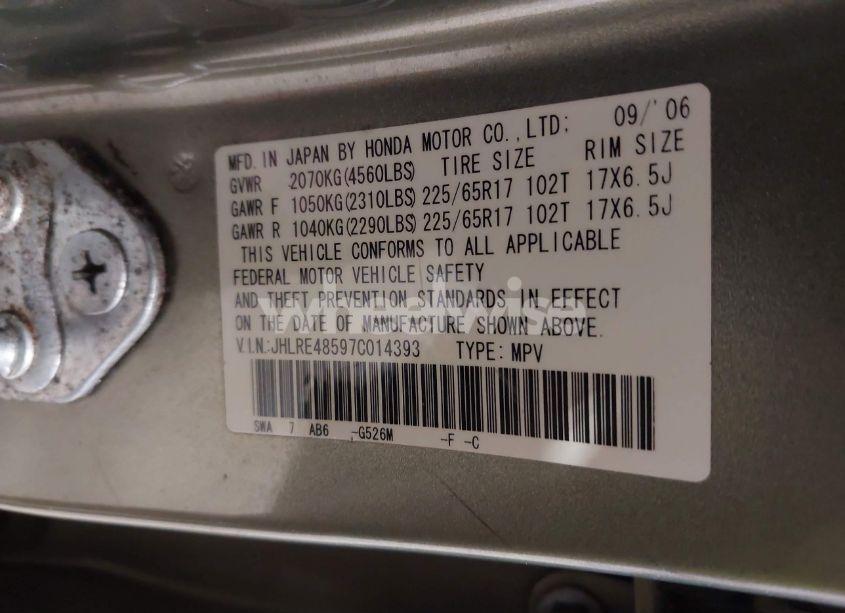 MFD. IN JAPAN BY HONDA MOTOR CO., LTD; 09/'06
GVWR 2070KG(4560LBS) TIRE SIZE RIM SIZE
GAWR F 1050KG(2310LBS) 225/65R17 102T 17X6.5J
GAWR R 1040KG(2290LBS) 225/65R17 102T 17X6.5J
THIS VEHICLE CONFORMS TO ALL APPLICABLE
FEDERAL MOTOR VEHICLE SAFETY
AND THEFT PREVENTION STANDARDS IN EFFECT
ON THE DATE OF MANUFACTURE SHOWN ABOVE.
V.I.N.:JHLRE48597C014393 TYPE: MPV
SWA 7 AB6 ,-G526M -F -C
wheelwise